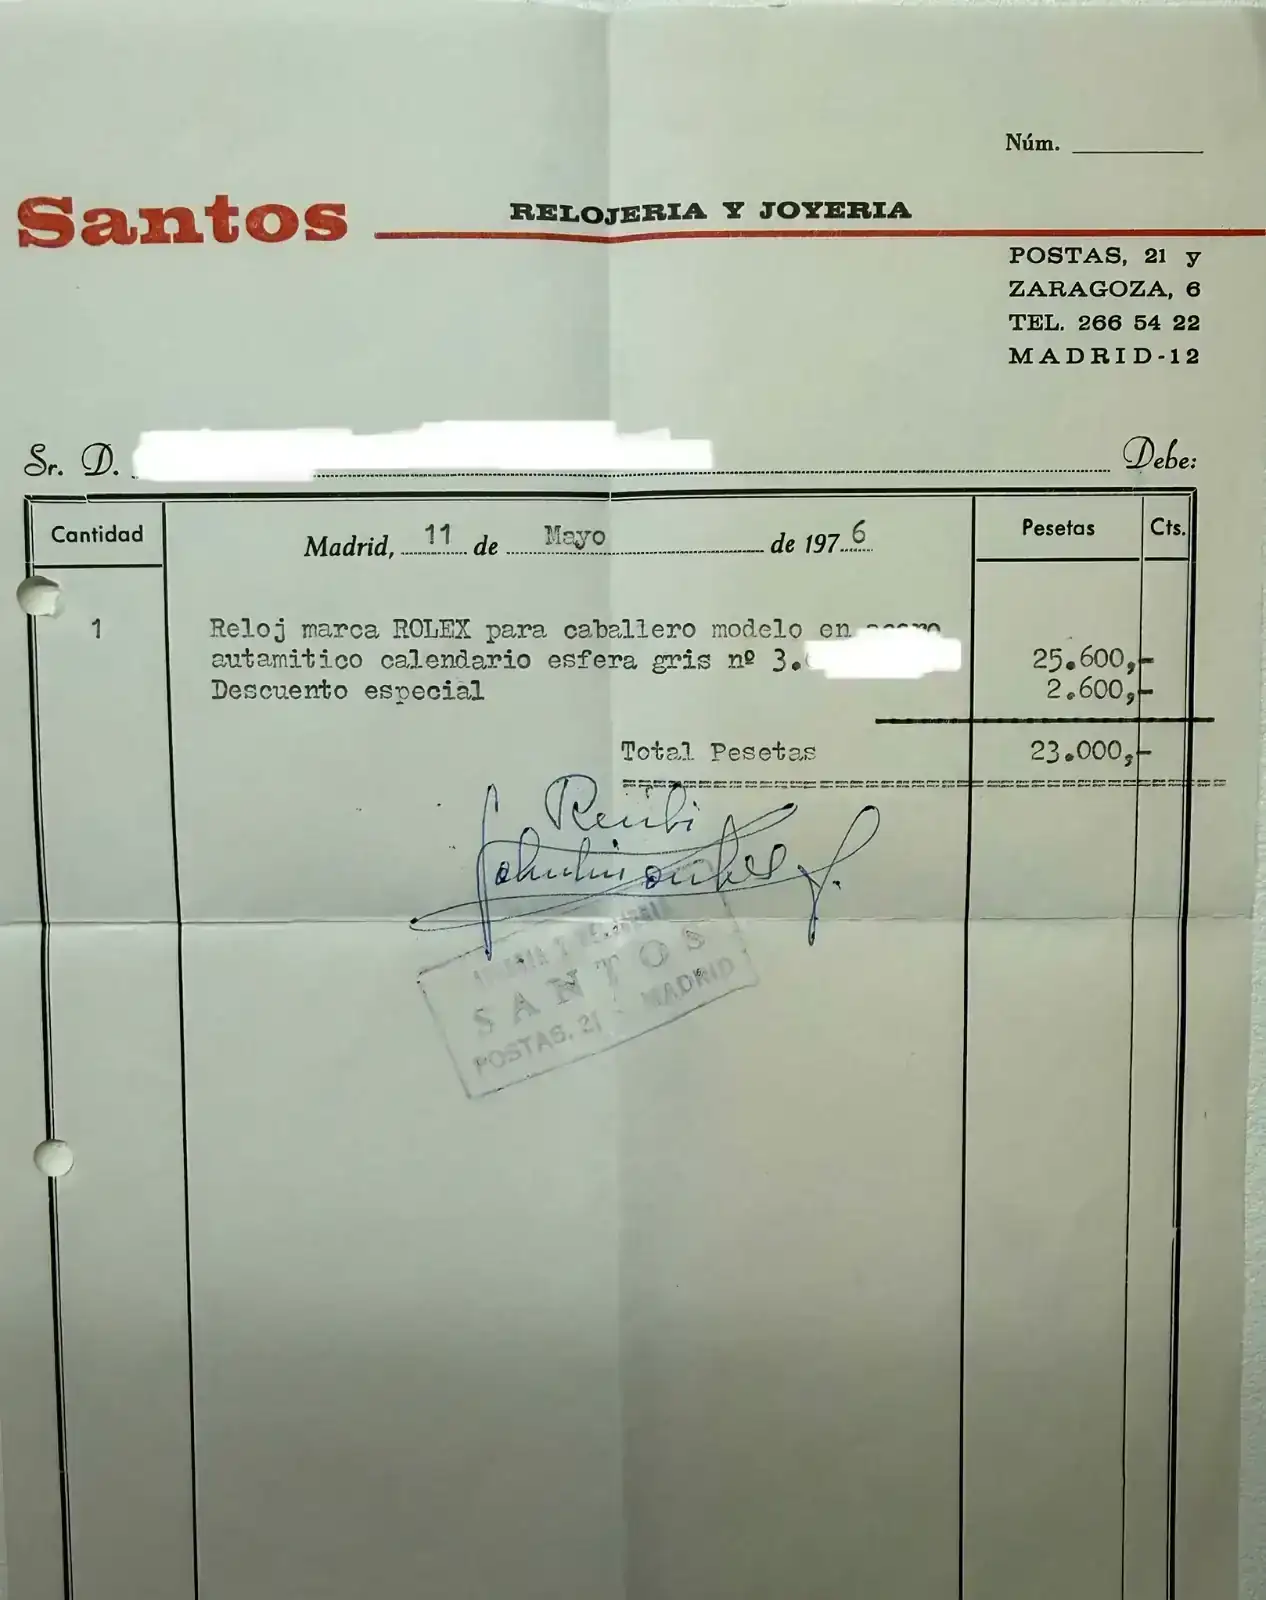 Núm.
Santos
RELOJERIA Y JOYERIA
POSTAS, 21 y
ZARAGOZA, 6
TEL. 266 54 22
MADRID-12
Sr. D. Debe:
Cantidad Madrid, 11 de Mayo de 1976 Pesetas Cts.
1 Reloj marca ROLEX para caballero modelo en
autamitico calendario esfera gris nº 3. 25.600,-
Descuento especial 2.600,-
Total Pesetas 23.000,-
Recibi
SANTOS
POSTAS, 21 - MADRID